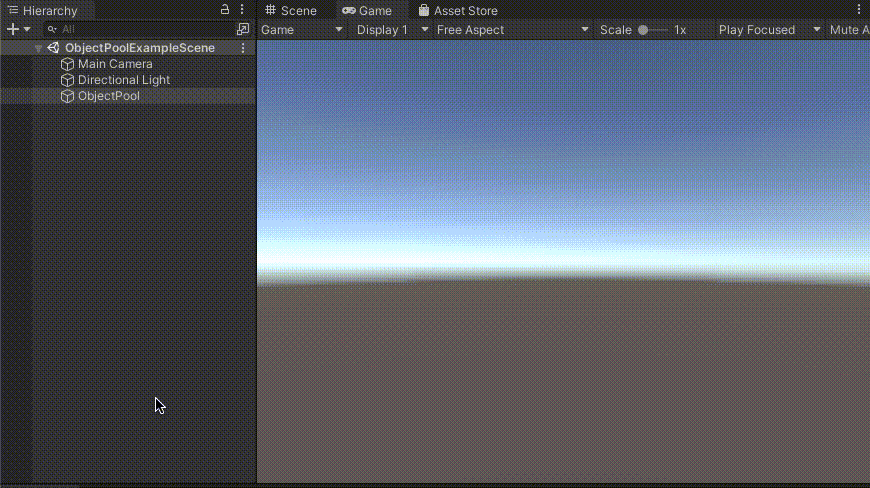 Hierarchy
Scene Game Asset Store
All
Game Display 1 Free Aspect Scale 1x Play Focused Mute A
ObjectPoolExampleScene
Main Camera
Directional Light
ObjectPool